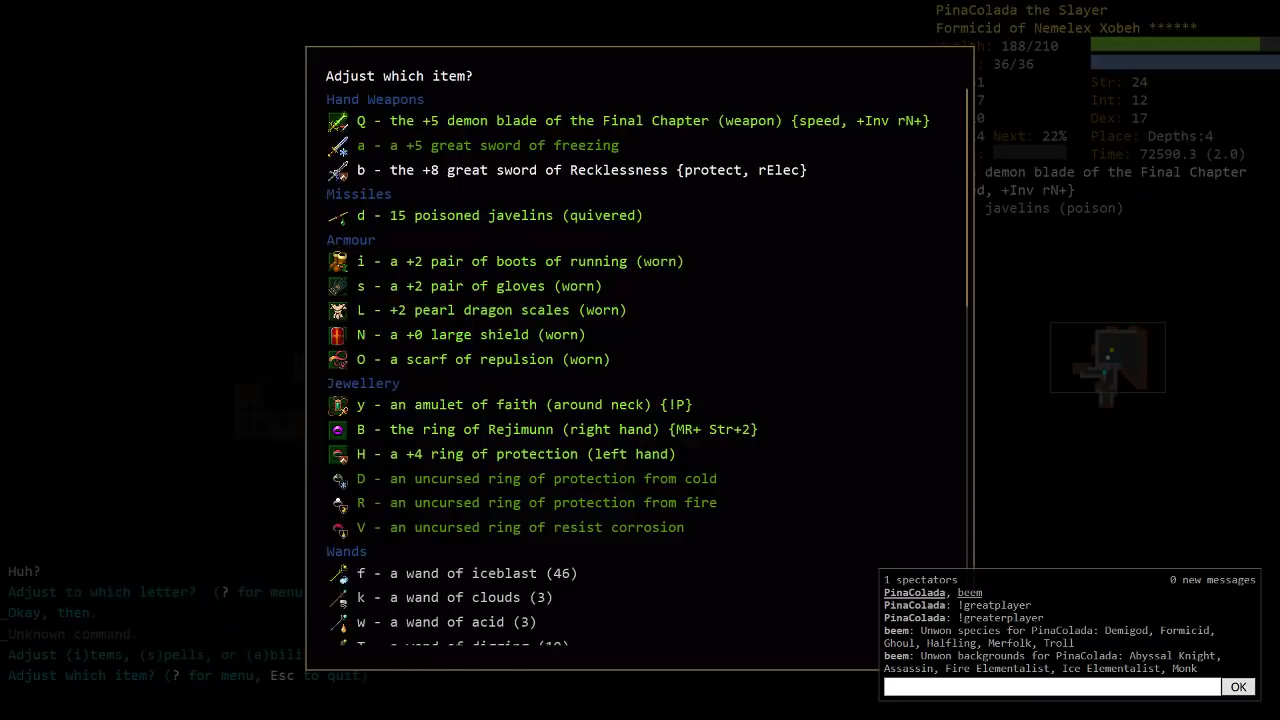 PinaColada the Slayer
Formicid of Nemelex Xobeh ******
188/210
36/36
Str: 24
Int: 12
Dex: 17
Next: 22%
Place: Depths:4
Time: 72590.3 (2.0)
demon blade of the Final Chapter
d, +Inv rN+}
javelins (poison)
Adjust which item?
Hand Weapons
Q - the +5 demon blade of the Final Chapter (weapon) {speed, +Inv rN+}
a - a +5 great sword of freezing
b - the +8 great sword of Recklessness {protect, rElec}
Missiles
d - 15 poisoned javelins (quivered)
Armour
i - a +2 pair of boots of running (worn)
s - a +2 pair of gloves (worn)
L - +2 pearl dragon scales (worn)
N - a +0 large shield (worn)
O - a scarf of repulsion (worn)
Jewellery
y - an amulet of faith (around neck) {!P}
B - the ring of Rejimunn (right hand) {MR+ Str+2}
H - a +4 ring of protection (left hand)
D - an uncursed ring of protection from cold
R - an uncursed ring of protection from fire
V - an uncursed ring of resist corrosion
Wands
f - a wand of iceblast (46)
k - a wand of clouds (3)
w - a wand of acid (3)
Huh?
Adjust to which letter? (? for menu
_Okay, then.
_Unknown command.
Adjust (i)tems, (s)pells, or (a)bili
Adjust which item? (? for menu, Esc to quit)
1 spectators 0 new messages
PinaColada, beem
PinaColada: !greatplayer
PinaColada: !greaterplayer
beem: Unwon species for PinaColada: Demigod, Formicid,
Ghoul, Halfling, Merfolk, Troll
beem: Unwon backgrounds for PinaColada: Abyssal Knight,
Assassin, Fire Elementalist, Ice Elementalist, Monk
OK